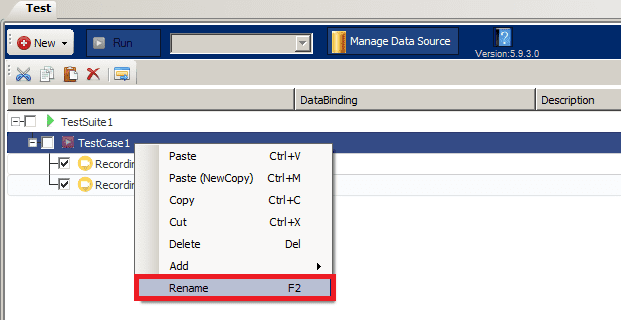 Test
New Run Manage Data Source Version:5.9.3.0
Item DataBinding Description
TestSuite1
TestCase1
Recordin
Recordin
Paste Ctrl+V
Paste (NewCopy) Ctrl+M
Copy Ctrl+C
Cut Ctrl+X
Delete Del
Add
Rename F2